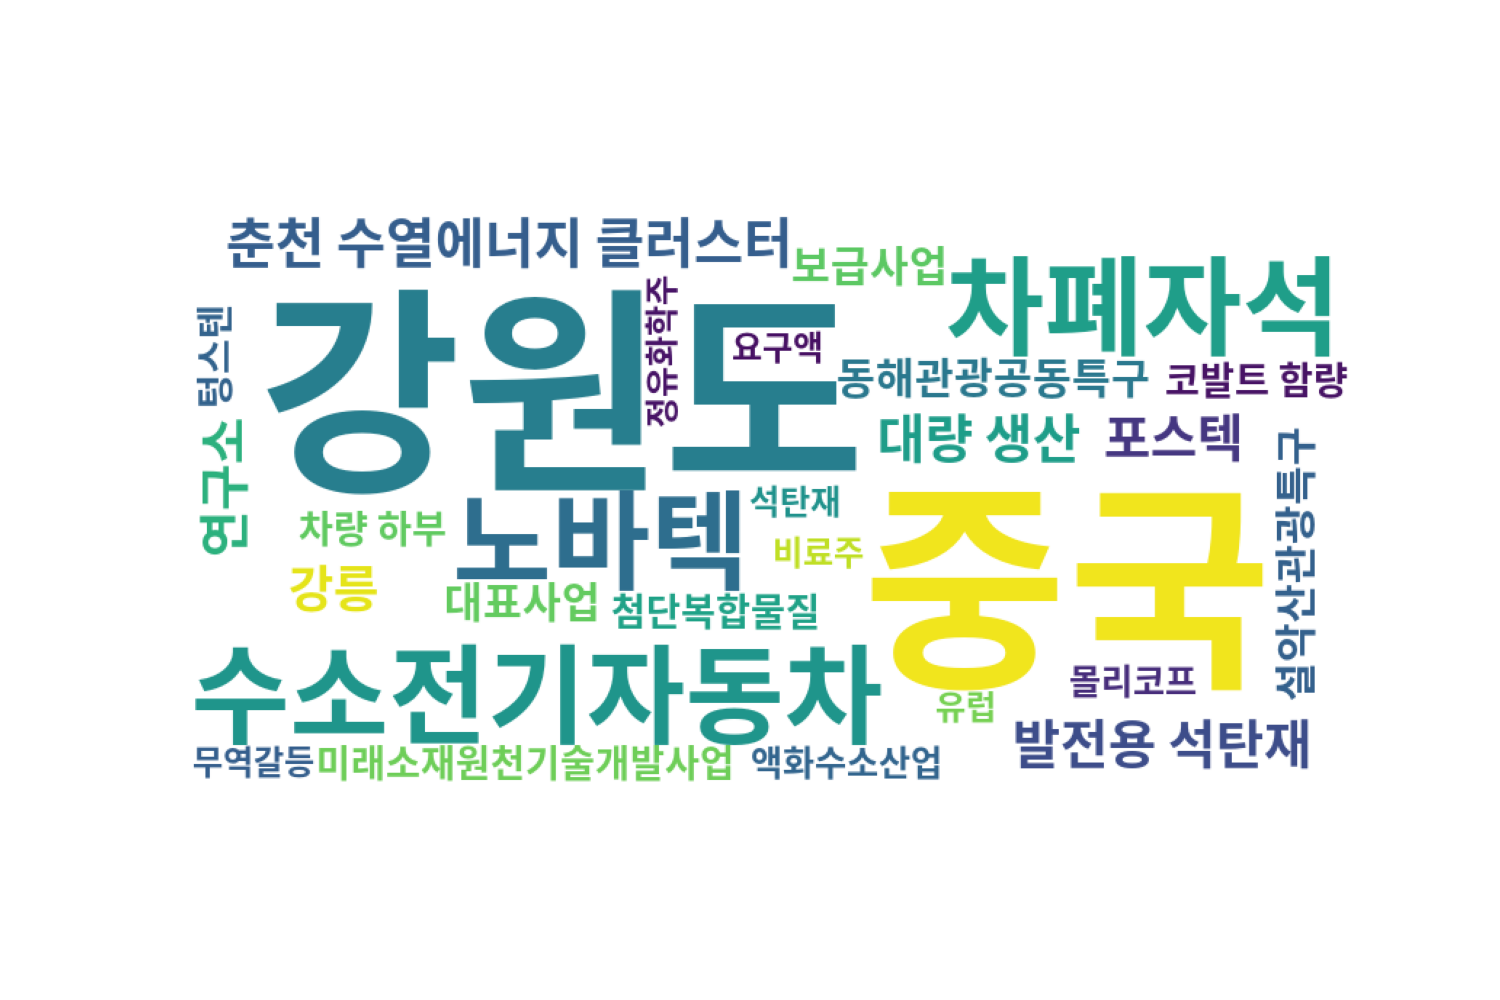 춘천 수열에너지 클러스터
보급사업
차폐자석
강원도
정유화학주
요구액
텅스텐
동해관광공동특구
코발트 함량
대량 생산
포스텍
연구소
노바텍
석탄재
중국
설악산관광특구
차량 하부
비료주
강릉
대표사업
첨단복합물질
수소전기자동차
몰리코프
유럽
발전용 석탄재
무역갈등
미래소재원천기술개발사업
액화수소산업